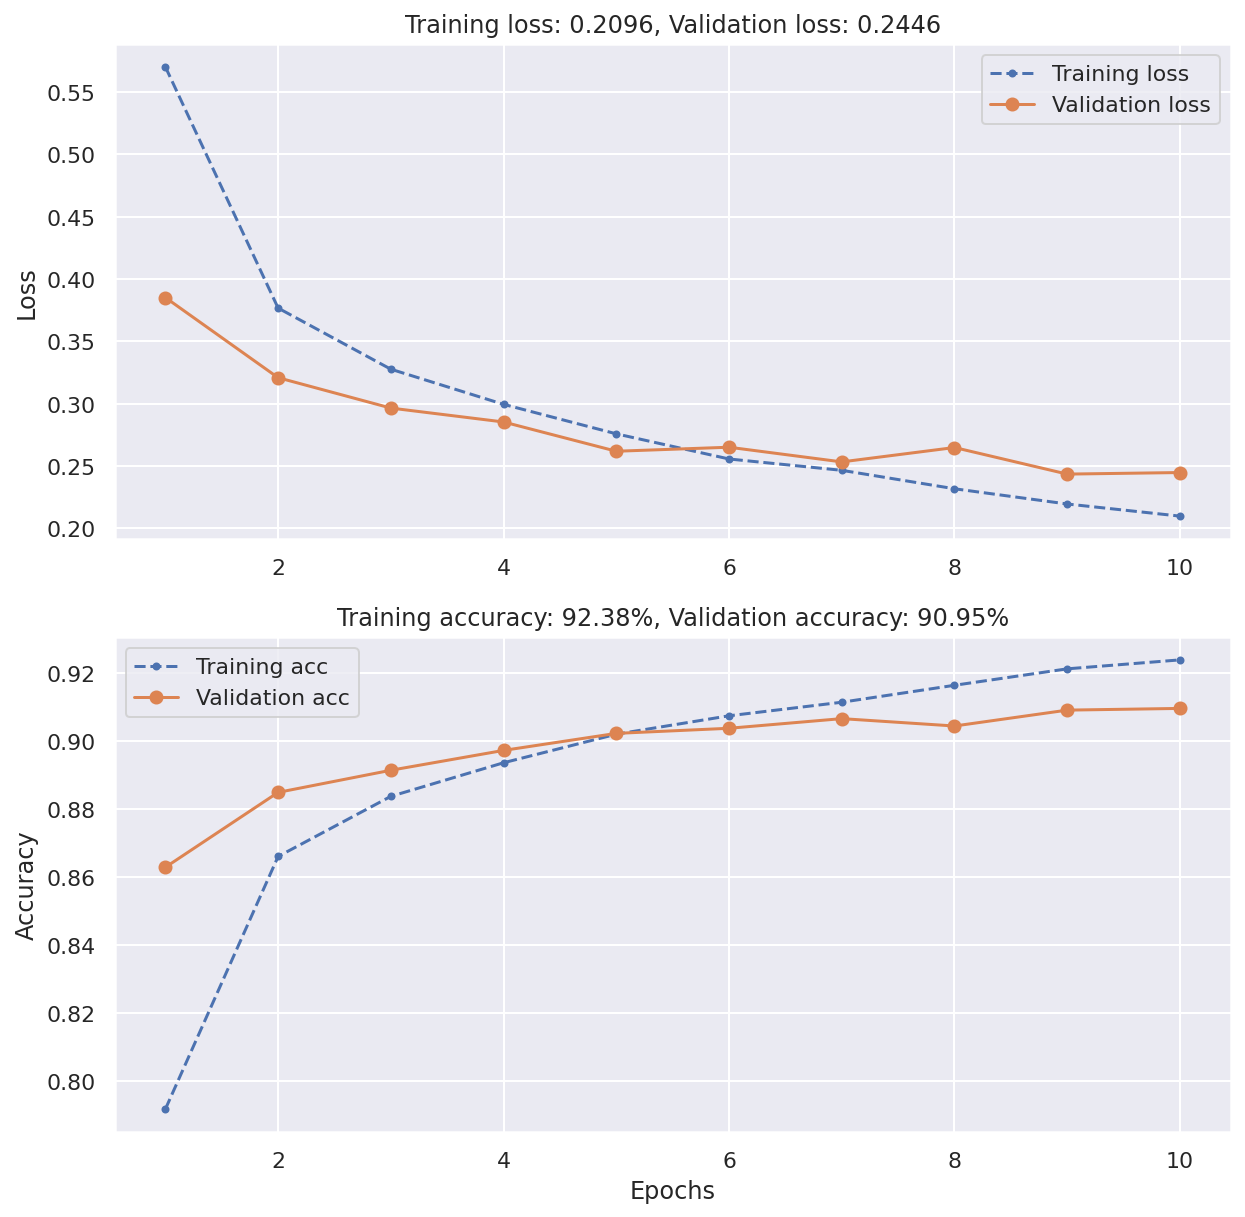 Training loss: 0.2096, Validation loss: 0.2446
Training loss
Validation loss
0.55
0.50
0.45
0.40
0.35
0.30
0.25
0.20
Loss
2 4 6 8 10
Training accuracy: 92.38%, Validation accuracy: 90.95%
Training acc
Validation acc
0.92
0.90
0.88
0.86
0.84
0.82
0.80
Accuracy
2 4 6 8 10
Epochs